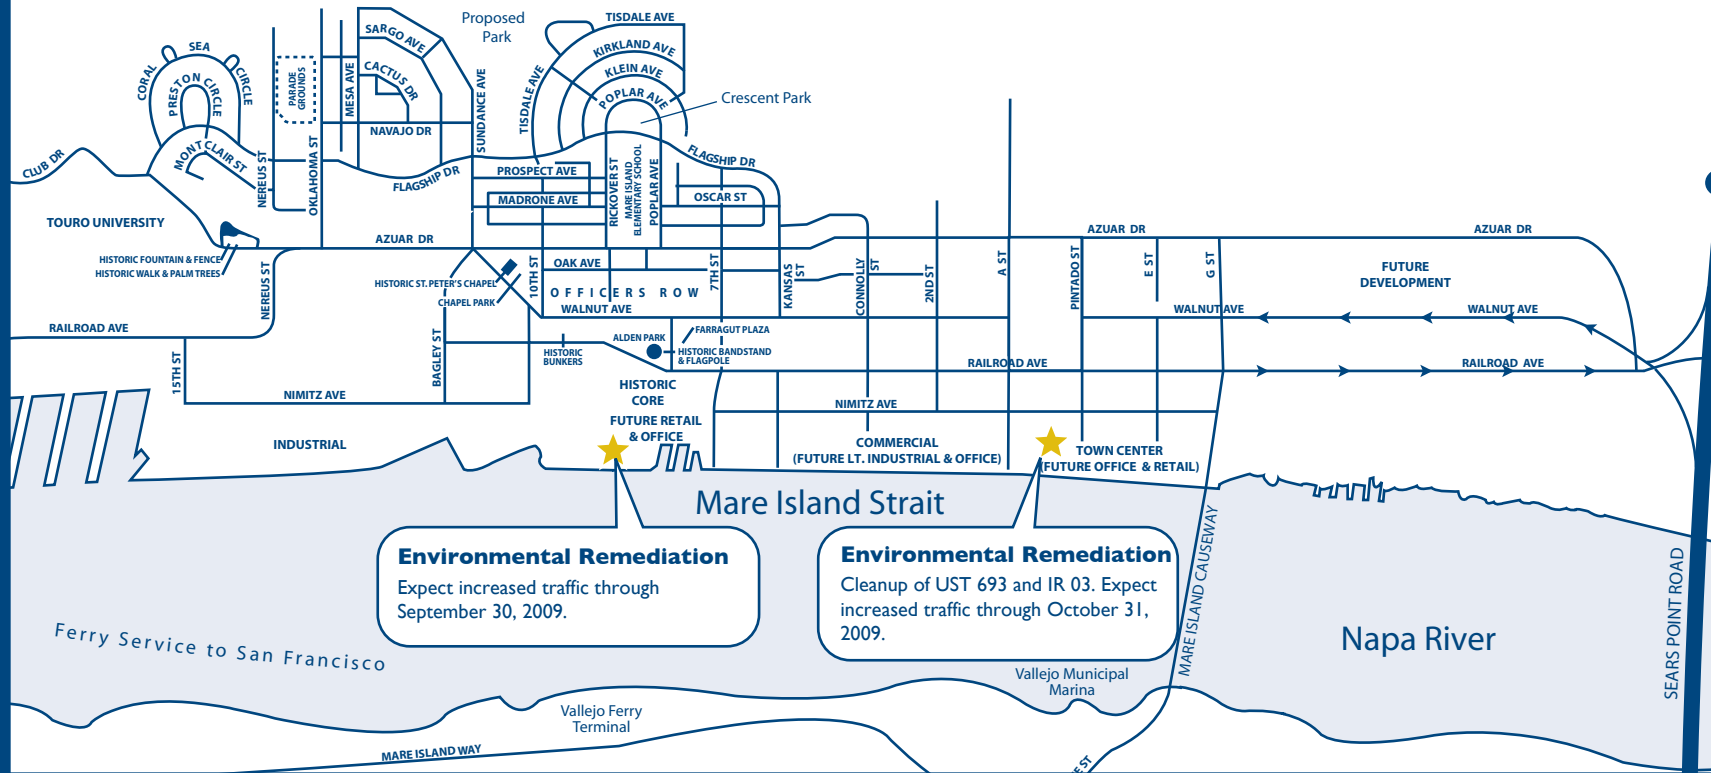 Proposed
Park
TISDALE AVE
SARGO AVE
KIRKLAND AVE
SEA
CORAL
CIRCLE
PRESTON CIRCLE
PARADE
GROUNDS
MESA AVE
CACTUS DR
SUNDANCE AVE
TISDALE AVE
KLEIN AVE
POPLAR AVE
Crescent Park
NAVAJO DR
MONTCLAIR ST
CLUB DR
NEREUS ST
OKLAHOMA ST
FLAGSHIP DR
FLAGSHIP DR
PROSPECT AVE
MADRONE AVE
RICKOVER ST
MARE ISLAND
ELEMENTARY SCHOOL
POPLAR AVE
OSCAR ST
TOURO UNIVERSITY
AZUAR DR
AZUAR DR
AZUAR DR
HISTORIC FOUNTAIN & FENCE
HISTORIC WALK & PALM TREES
NEREUS ST
HISTORIC ST. PETER'S CHAPEL
CHAPEL PARK
10TH ST
OAK AVE
OFFICERS ROW
WALNUT AVE
7TH ST
KANSAS
ST
CONNOLLY
ST
2ND ST
A ST
PINTADO ST
E ST
G ST
FUTURE
DEVELOPMENT
WALNUT AVE
WALNUT AVE
RAILROAD AVE
15TH ST
BAGLEY ST
HISTORIC
BUNKERS
ALDEN PARK
FARRAGUT PLAZA
HISTORIC BANDSTAND
& FLAGPOLE
RAILROAD AVE
RAILROAD AVE
NIMITZ AVE
HISTORIC
CORE
NIMITZ AVE
FUTURE RETAIL
& OFFICE
INDUSTRIAL
COMMERCIAL
(FUTURE LT. INDUSTRIAL & OFFICE)
TOWN CENTER
(FUTURE OFFICE & RETAIL)
Mare Island Strait
Environmental Remediation
Expect increased traffic through
September 30, 2009.
Environmental Remediation
Cleanup of UST 693 and IR 03. Expect
increased traffic through October 31,
2009.
MARE ISLAND CAUSEWAY
SEARS POINT ROAD
Napa River
Ferry Service to San Francisco
Vallejo Municipal
Marina
Vallejo Ferry
Terminal
MARE ISLAND WAY